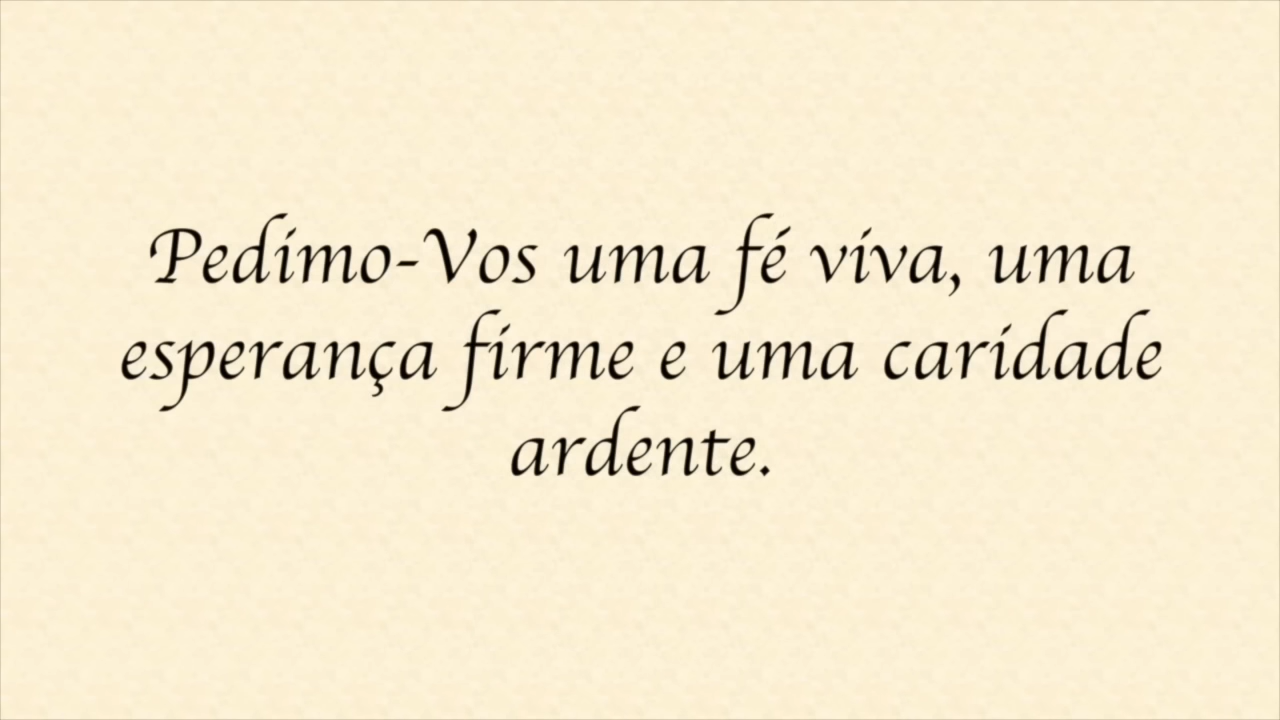 Pedimo-Vos uma fé viva, uma
esperança firme e uma caridade
ardente.